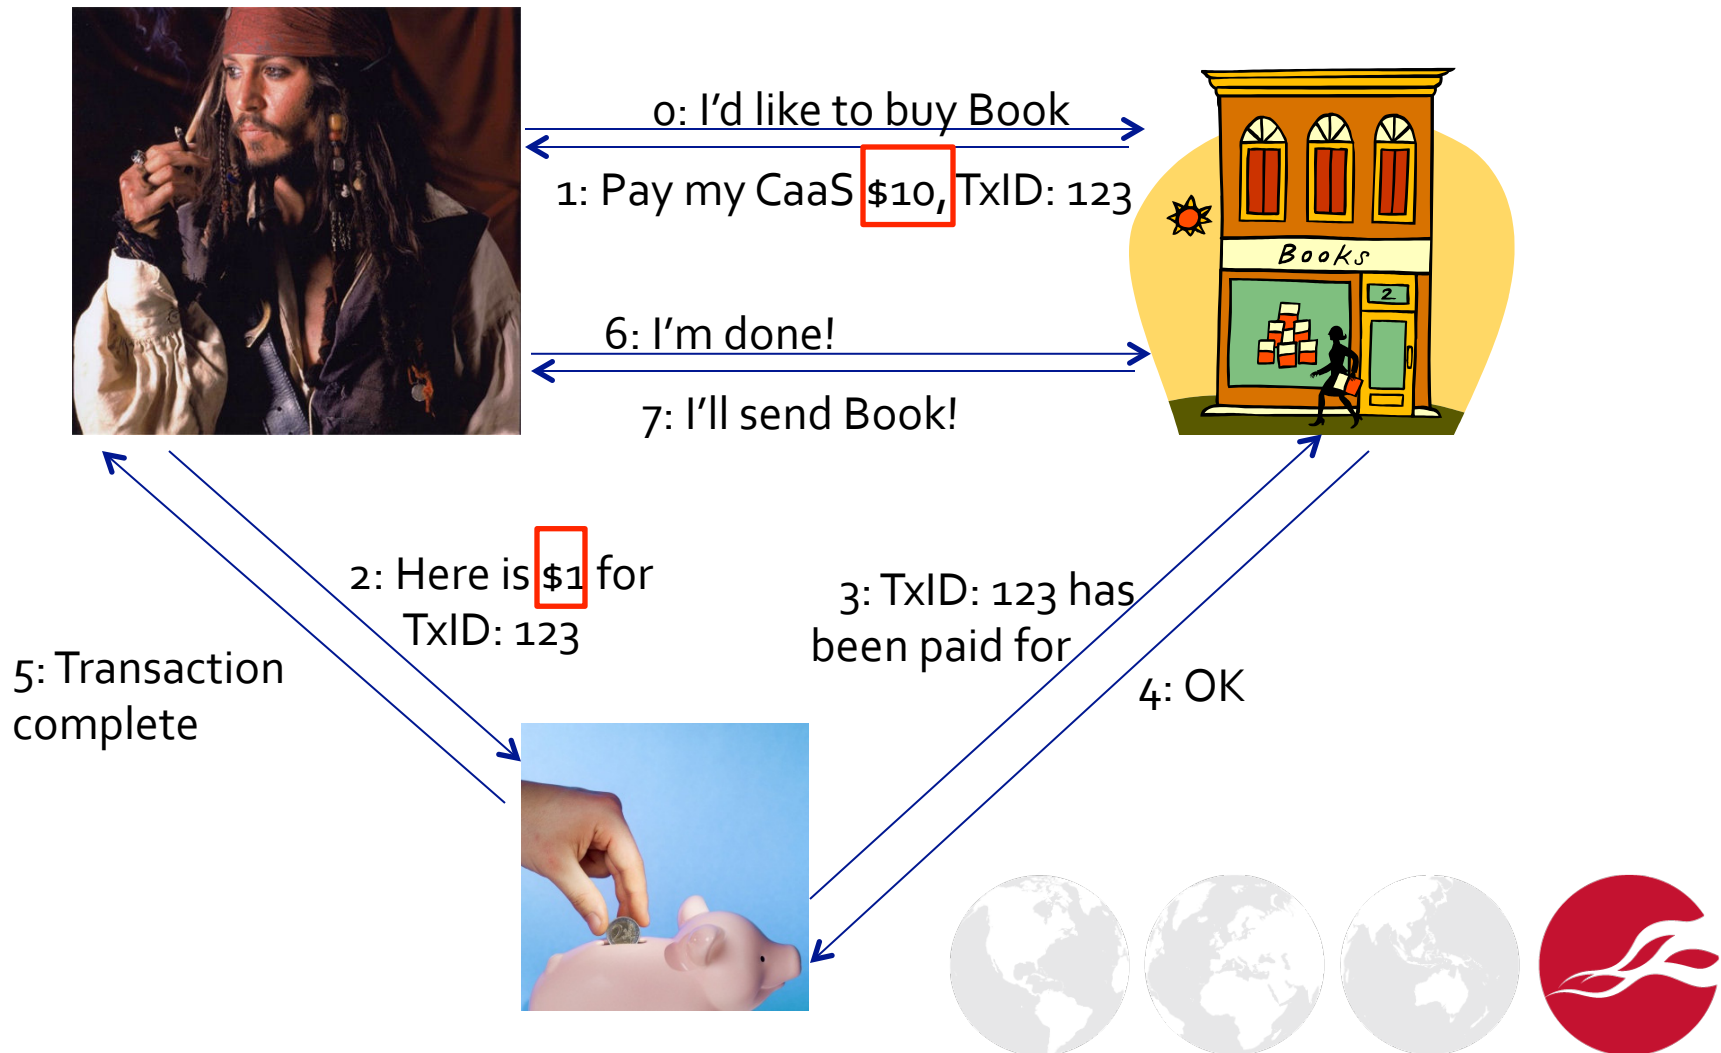 0: I'd like to buy Book
1: Pay my CaaS $10, TxID: 123
Books
2
6: I'm done!
7: I'll send Book!
2: Here is $1 for
TxID: 123
3: TxID: 123 has
been paid for
5: Transaction
complete
4: OK